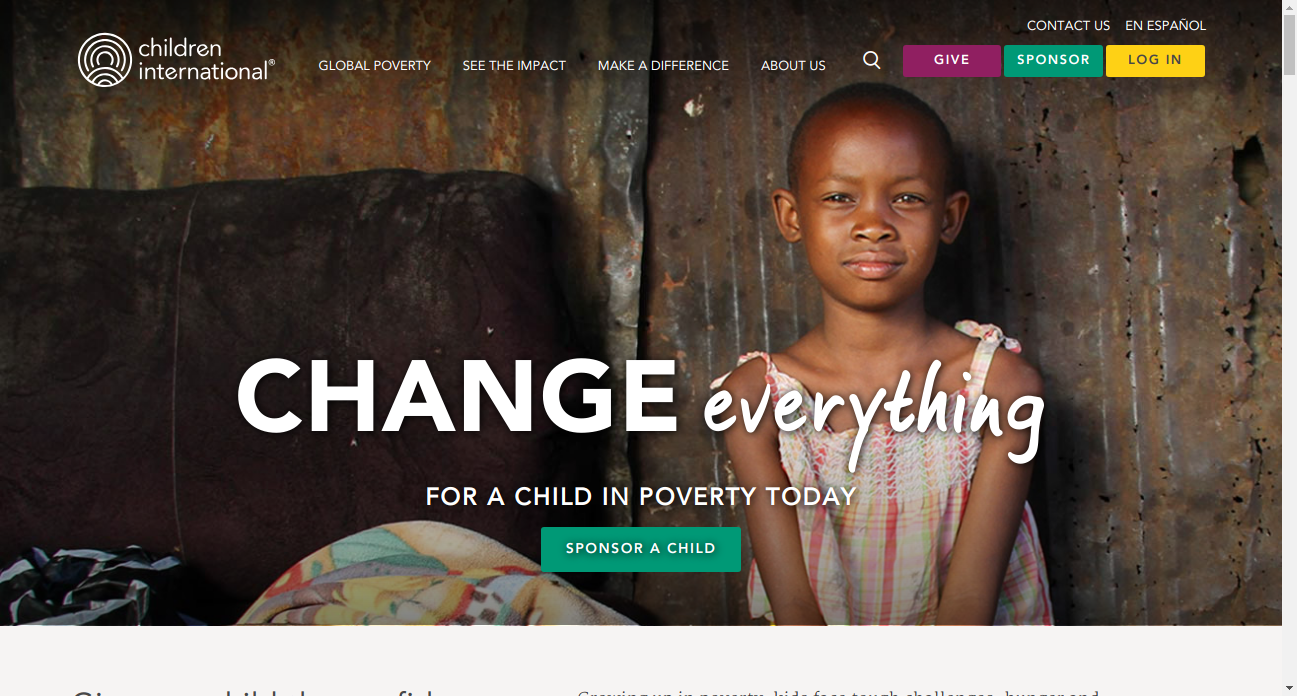 CONTACT US EN ESPAÑOL
children
international®
GLOBAL POVERTY SEE THE IMPACT MAKE A DIFFERENCE ABOUT US GIVE SPONSOR LOG IN
CHANGE everything
FOR A CHILD IN POVERTY TODAY
SPONSOR A CHILD
Growing up in poverty, kids face tough challenges: hunger and